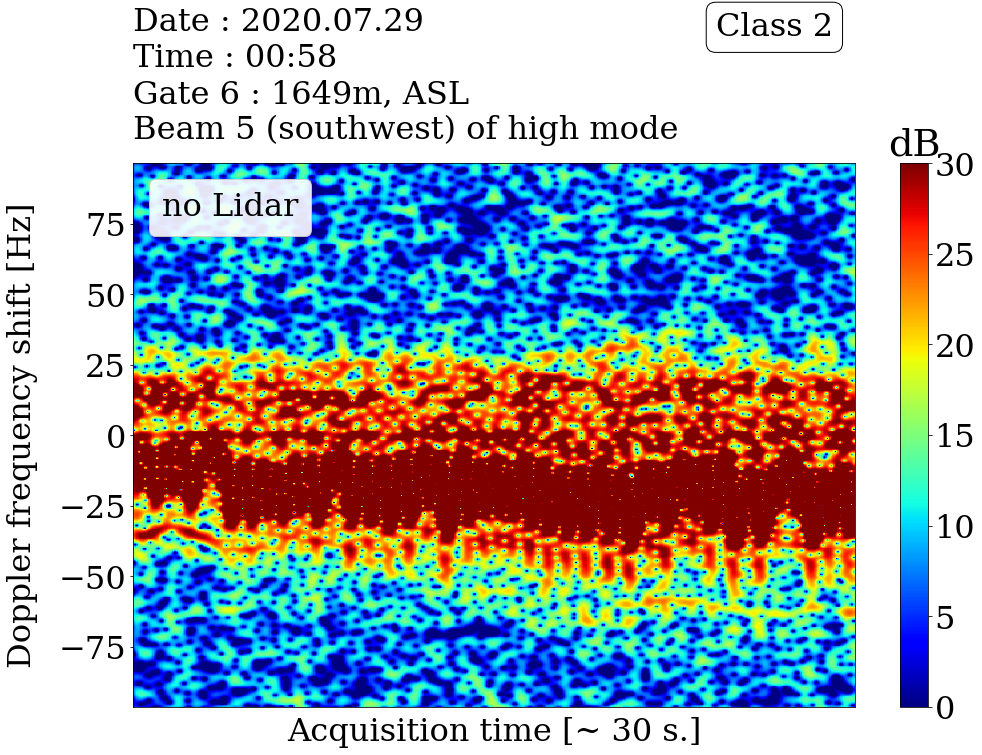 Date : 2020.07.29
Time : 00:58
Gate 6 : 1649m, ASL
Beam 5 (southwest) of high mode
Class 2
dB
no Lidar
Doppler frequency shift [Hz]
75
50
25
0
−25
−50
−75
30
25
20
15
10
5
0
Acquisition time [~ 30 s.]